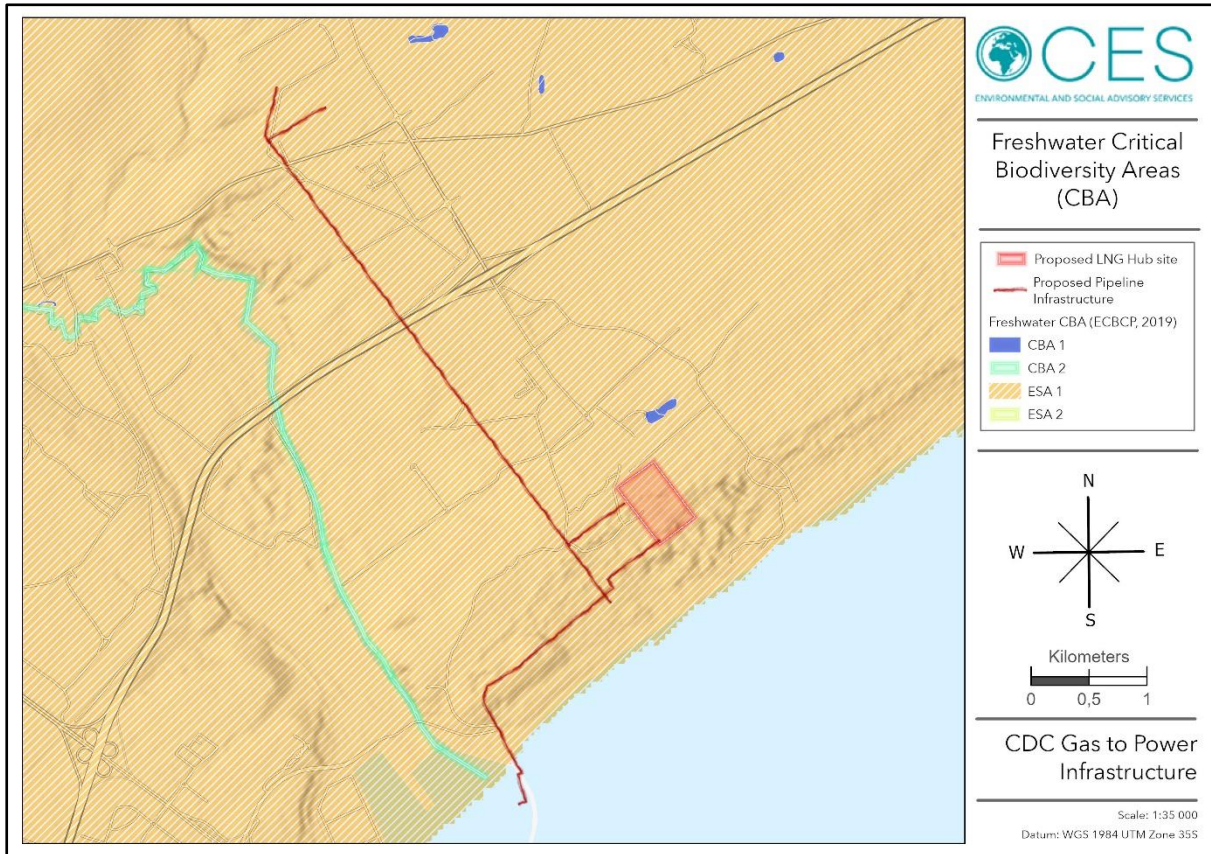 CES
ENVIRONMENTAL AND SOCIAL ADVISORY SERVICES
Freshwater Critical
Biodiversity Areas
(CBA)
Proposed LNG Hub site
Proposed Pipeline
Infrastructure
Freshwater CBA (ECBCP, 2019)
CBA 1
CBA 2
ESA 1
ESA 2
N
W E
S
Kilometers
0 0,5 1
CDC Gas to Power
Infrastructure
Scale: 1:35 000
Datum: WGS 1984 UTM Zone 35S